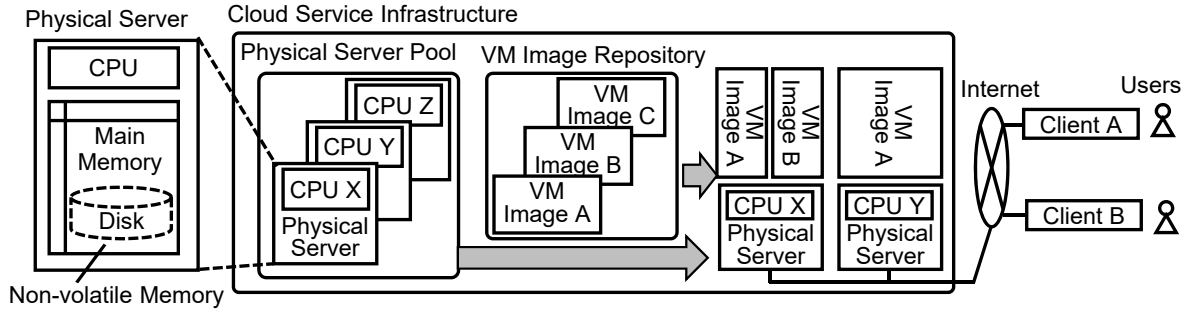 Physical Server
CPU
Main
Memory
Disk
Non-volatile Memory
Cloud Service Infrastructure
Physical Server Pool
CPU Z
CPU Y
CPU X
Physical
Server
VM Image Repository
VM
Image C
VM
Image B
VM
Image A
VM
Image A
VM
Image B
VM
Image A
CPU X
Physical
Server
CPU Y
Physical
Server
Internet
Users
Client A
Client B